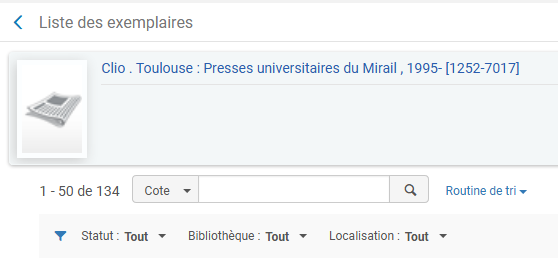 Liste des exemplaires
Clio . Toulouse : Presses universitaires du Mirail , 1995- [1252-7017]
1 - 50 de 134 Cote Routine de tri
Statut : Tout Bibliothèque : Tout Localisation : Tout